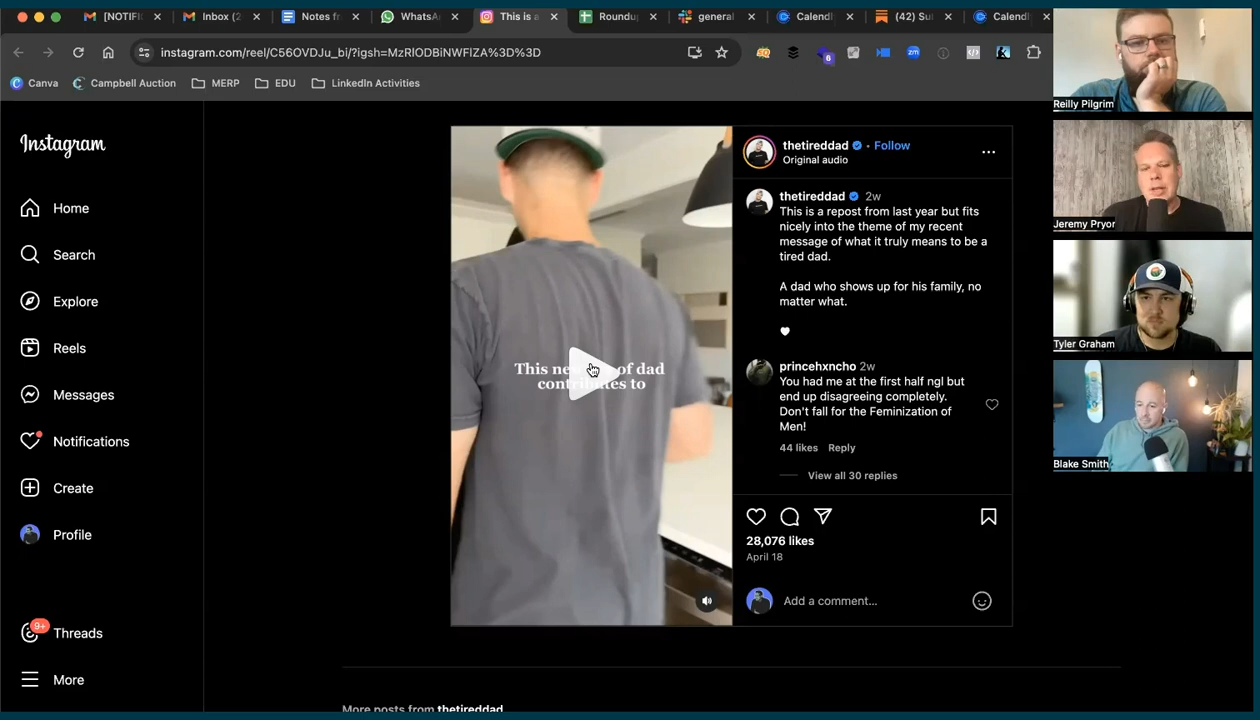 [NOTIFI
Inbox (2
Notes fr
WhatsA
This is a
Roundu
general
Calendl
(42) Su
Calendl
instagram.com/reel/C56OVDJu_bi/?igsh=MzRlODBiNWFlZA%3D%3D
6
Canva
Campbell Auction
MERP
EDU
LinkedIn Activities
Instagram
Home
Search
Explore
Reels
Messages
Notifications
Create
Profile
9+
Threads
More
contributes to
thetireddad • Follow
Original audio
thetireddad 2w
This is a repost from last year but fits
nicely into the theme of my recent
message of what it truly means to be a
tired dad.
A dad who shows up for his family, no
matter what.
princehxncho 2w
You had me at the first half ngl but
end up disagreeing completely.
Don't fall for the Feminization of
Men!
44 likes Reply
View all 30 replies
28,076 likes
April 18
Add a comment...
More posts from thetireddad
Reilly Pilgrim
Jeremy Pryor
Tyler Graham
Blake Smith